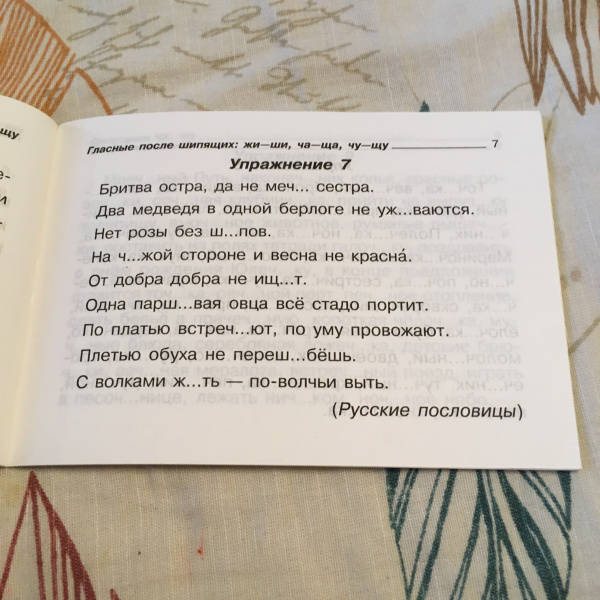 щу
Гласные после шипящих: жи—ши, ча—ща, чу—щу 7
Упражнение 7
Бритва остра, да не меч... сестра.
Два медведя в одной берлоге не уж...ваются.
Нет розы без ш...пов.
На ч...жой стороне и весна не краснá.
От добра добра не ищ...т.
Одна парш...вая овца всё стадо портит.
По платью встреч...ют, по уму провожают.
Плетью обуха не переш...бёшь.
С волками ж...ть — по-волчьи выть.
(Русские пословицы)